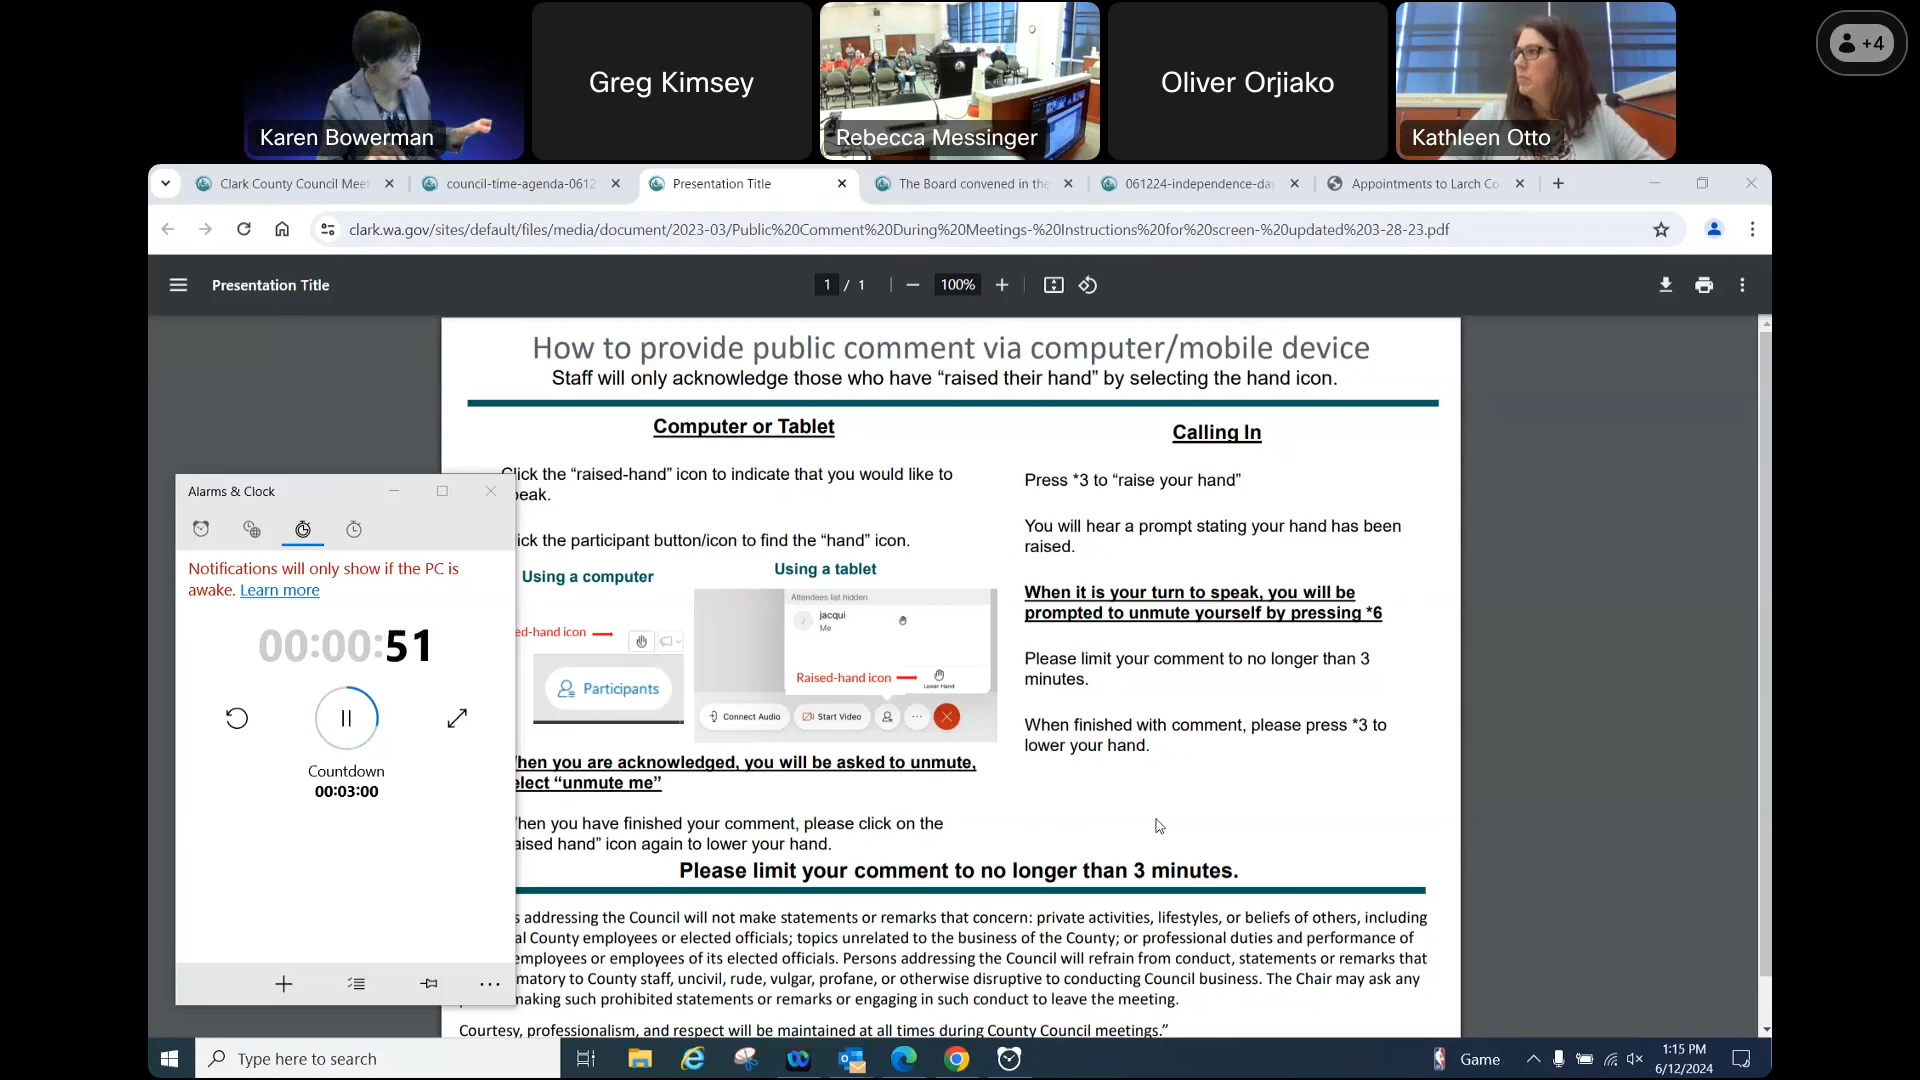 Karen Bowerman
Greg Kimsey
Rebecca Messinger
Oliver Orjiako
Kathleen Otto
+4
Clark County Council Meet
council-time-agenda-0612
Presentation Title
The Board convened in the
061224-independence-day
Appointments to Larch Co
clark.wa.gov/sites/default/files/media/document/2023-03/Public%20Comment%20During%20Meetings-%20Instructions%20for%20screen-%20updated%203-28-23.pdf
Presentation Title
1 / 1
100%
How to provide public comment via computer/mobile device
Staff will only acknowledge those who have “raised their hand” by selecting the hand icon.
Computer or Tablet
Click the “raised-hand” icon to indicate that you would like to
peak.
lick the participant button/icon to find the “hand” icon.
Using a computer
Using a tablet
ed-hand icon
Participants
Attendees list hidden
J
jacqui
Me
Raised-hand icon
Lower Hand
Connect Audio
Start Video
hen you are acknowledged, you will be asked to unmute,
elect “unmute me”
hen you have finished your comment, please click on the
aised hand” icon again to lower your hand.
Calling In
Press *3 to “raise your hand”
You will hear a prompt stating your hand has been
raised.
When it is your turn to speak, you will be
prompted to unmute yourself by pressing *6
Please limit your comment to no longer than 3
minutes.
When finished with comment, please press *3 to
lower your hand.
Please limit your comment to no longer than 3 minutes.
s addressing the Council will not make statements or remarks that concern: private activities, lifestyles, or beliefs of others, including
al County employees or elected officials; topics unrelated to the business of the County; or professional duties and performance of
employees or employees of its elected officials. Persons addressing the Council will refrain from conduct, statements or remarks that
matory to County staff, uncivil, rude, vulgar, profane, or otherwise disruptive to conducting Council business. The Chair may ask any
making such prohibited statements or remarks or engaging in such conduct to leave the meeting.
Courtesy, professionalism, and respect will be maintained at all times during County Council meetings.”
Alarms & Clock
Notifications will only show if the PC is
awake. Learn more
00:00:51
Countdown
00:03:00
Type here to search
Game
1:15 PM
6/12/2024